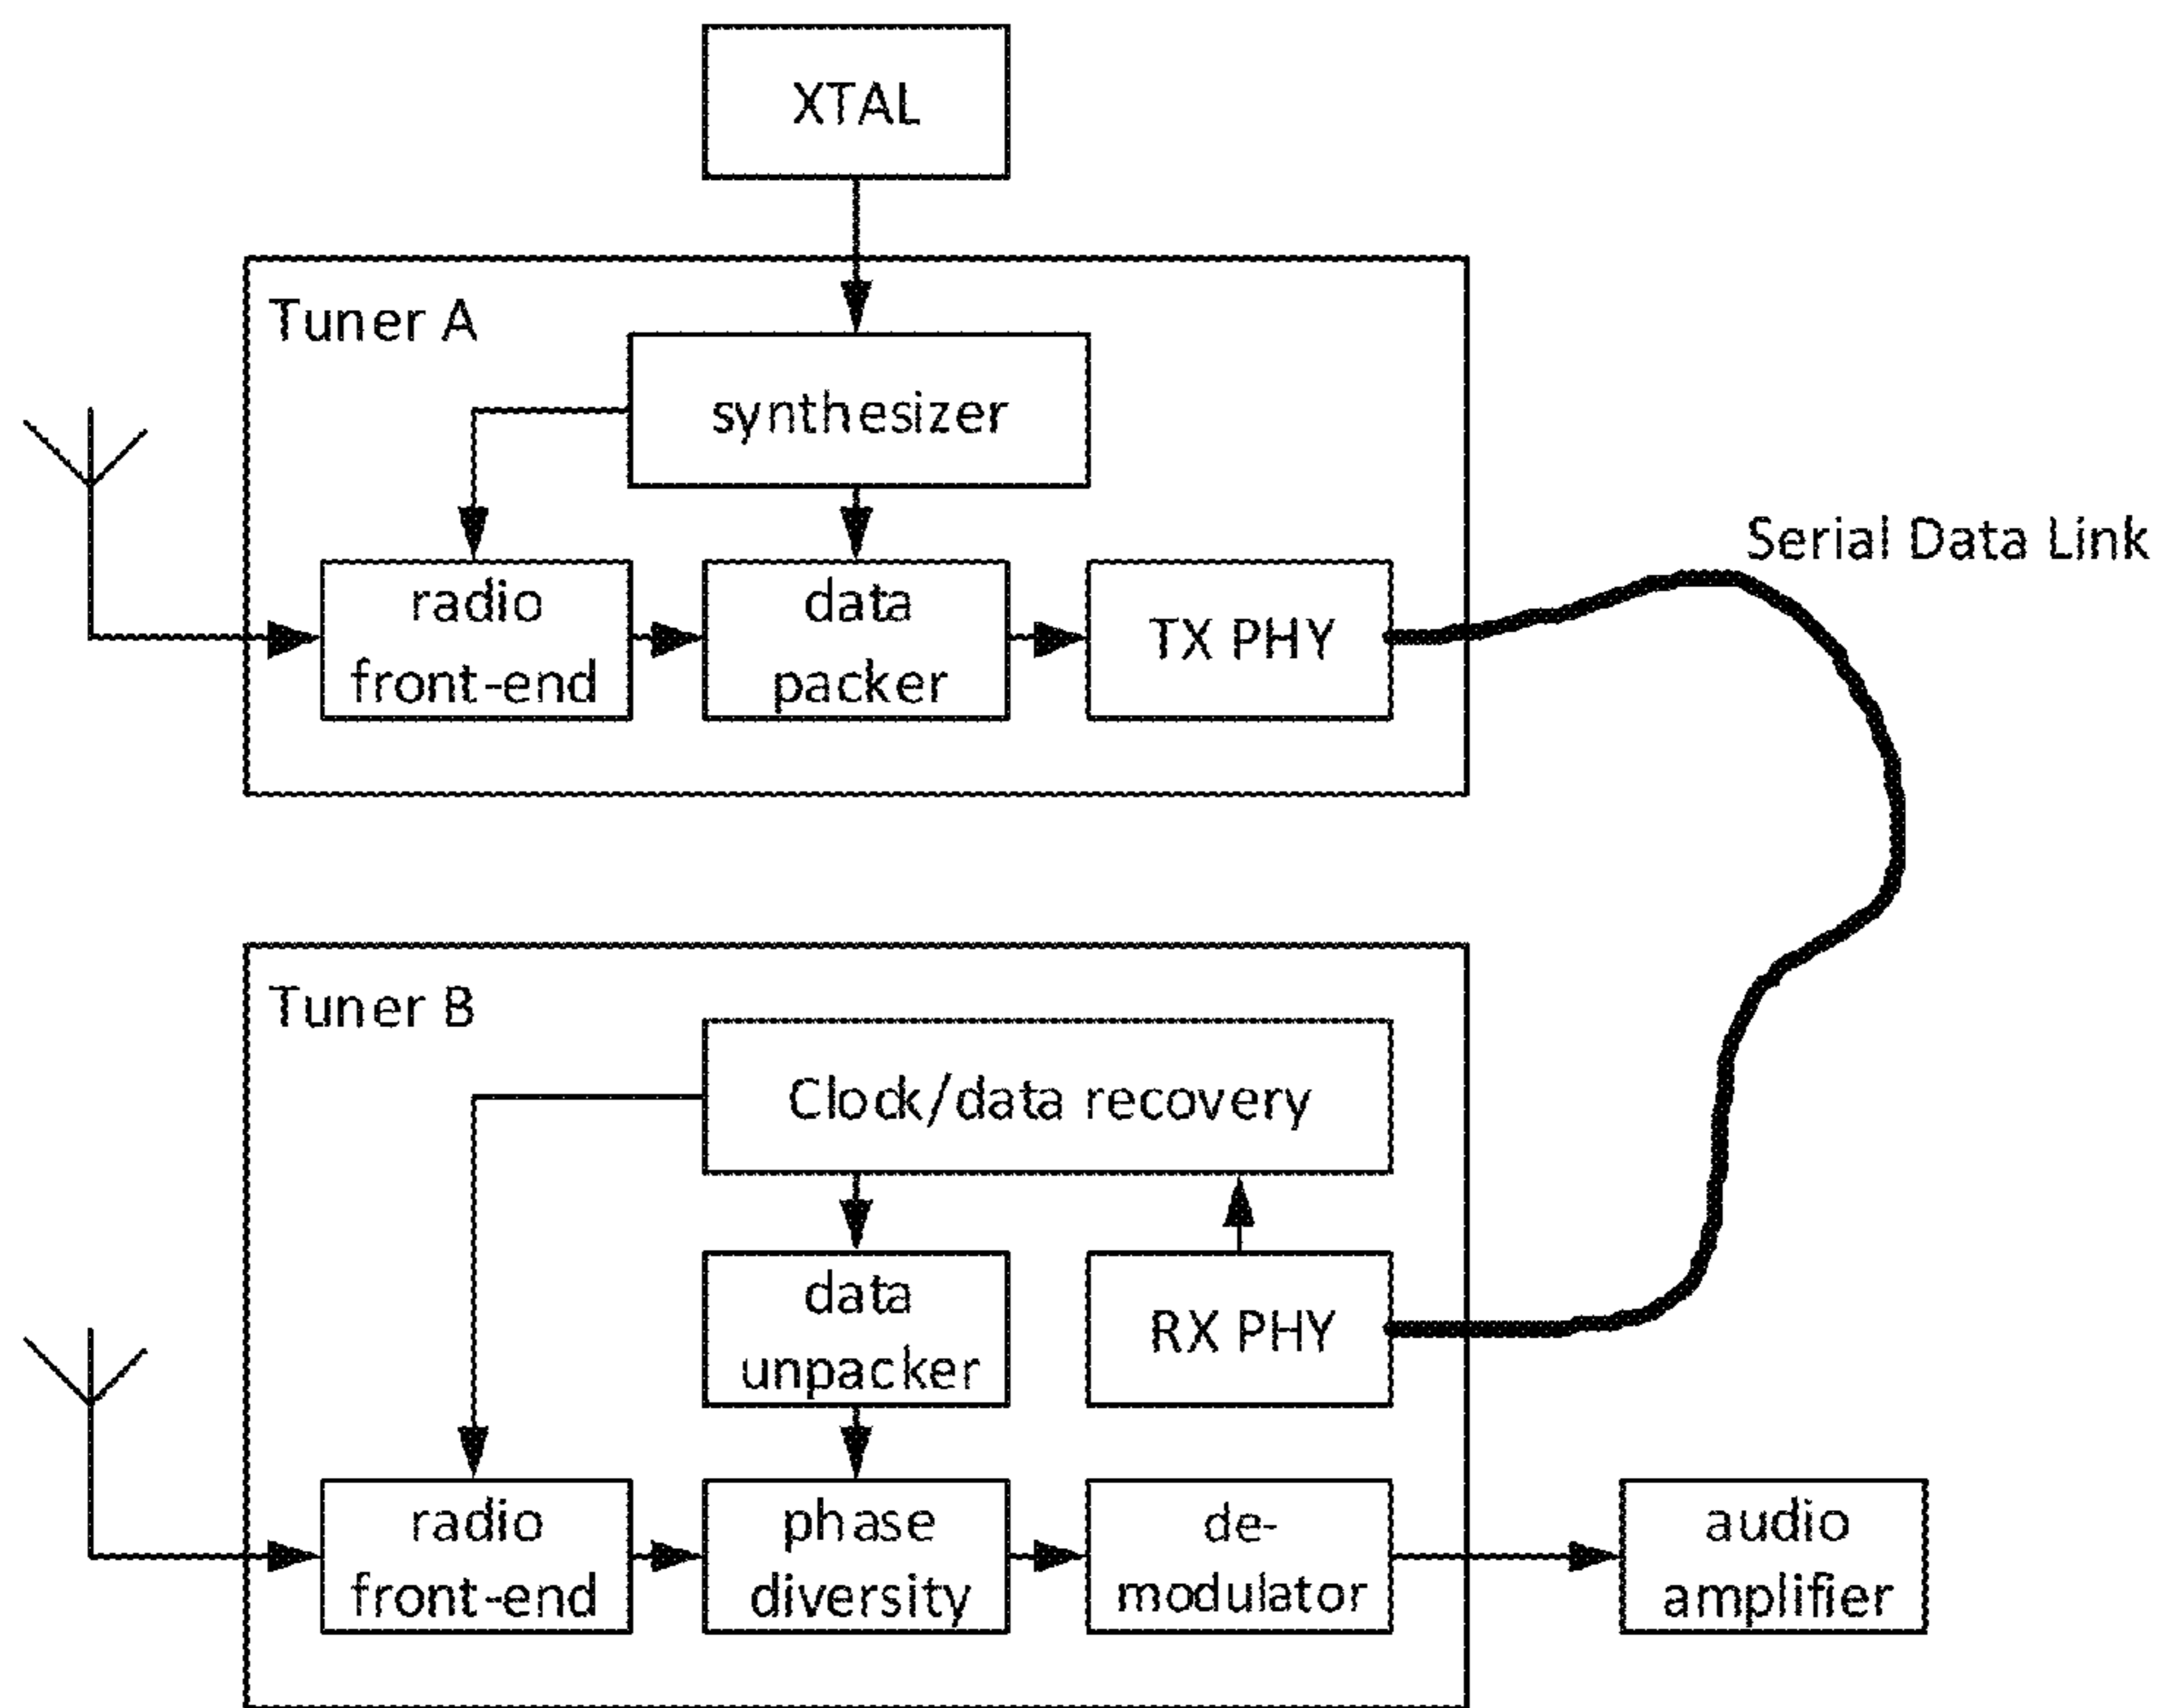 XTAL
Tuner A
synthesizer
Serial Data Link
radio
front-end
data
packer
TX PHY
Tuner B
Clock/data recovery
data
unpacker
RX PHY
radio
front-end
phase
diversity
de-
modulator
audio
amplifier